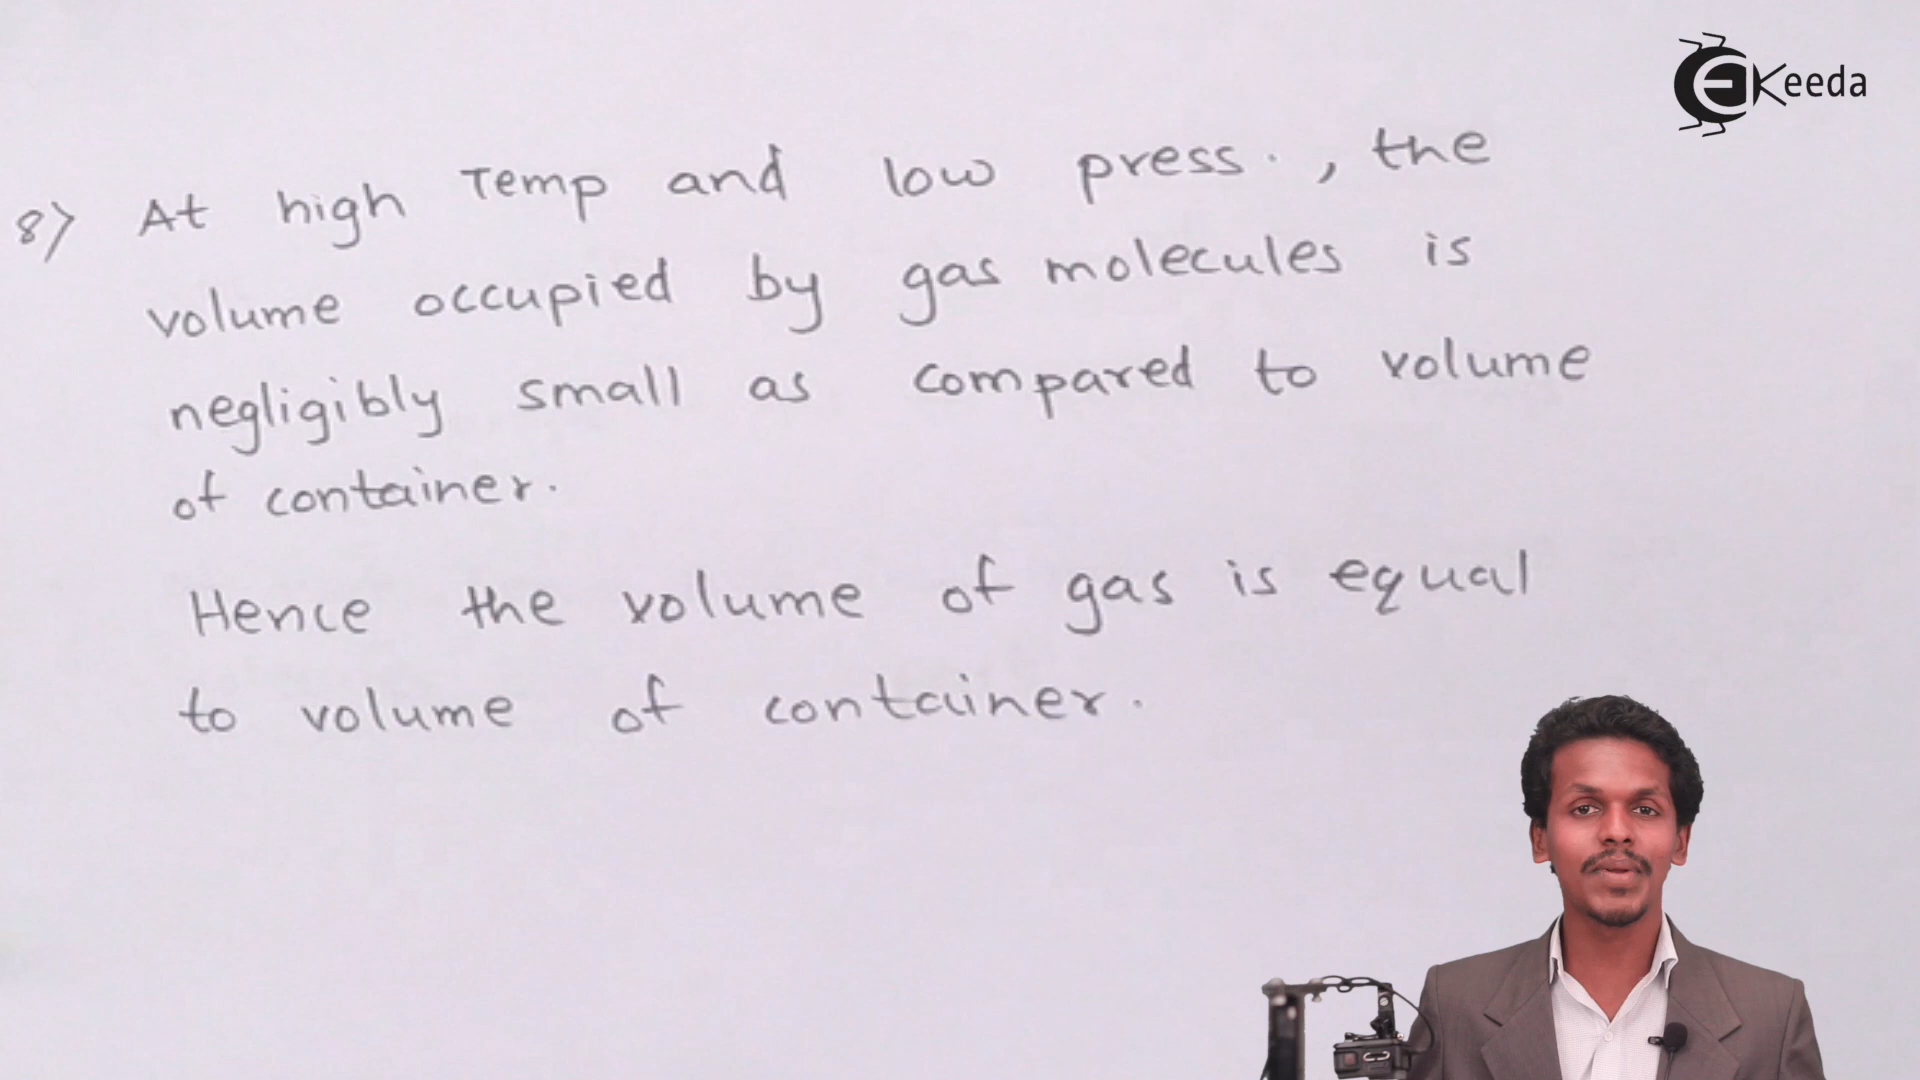 EKeeda
8) At high Temp and low press., the
volume occupied by gas molecules is
negligibly small as compared to volume
of container.
Hence the volume of gas is equal
to volume of container.